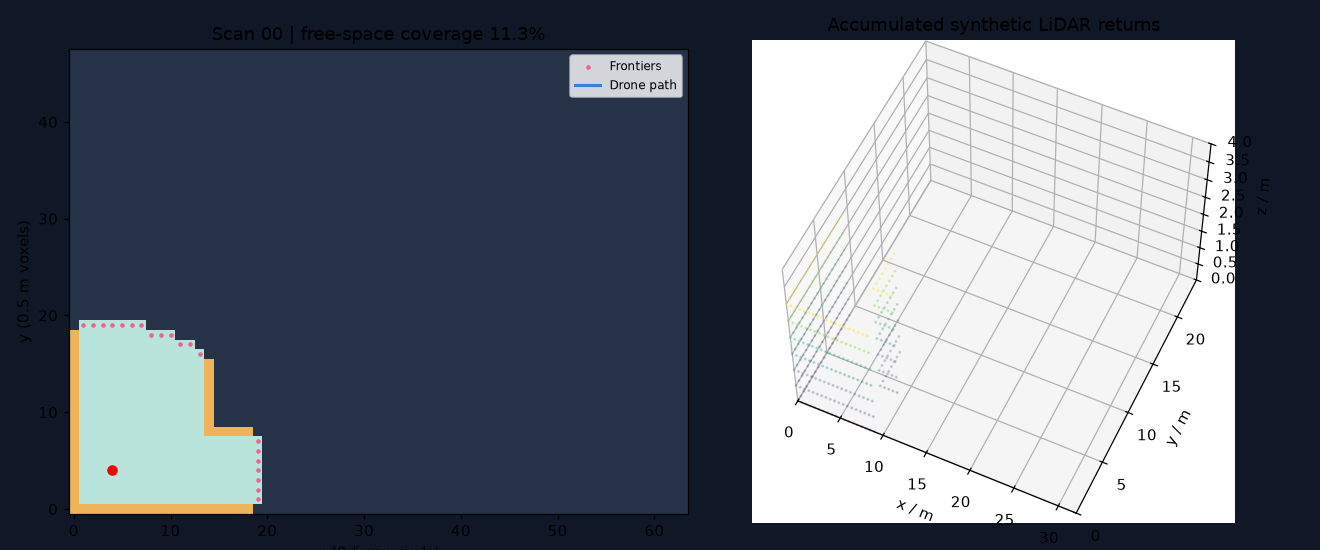 Scan 00 | free-space coverage 11.3%
Frontiers
Drone path
y (0.5 m voxels)
40
30
20
10
0
0 10 20 30 40 50 60
Accumulated synthetic LiDAR returns
4.0
3.5
3.0
2.5
2.0
1.5
1.0
0.5
0.0
z / m
20
15
10
5
0
y / m
0
5
10
15
20
25
30
x / m